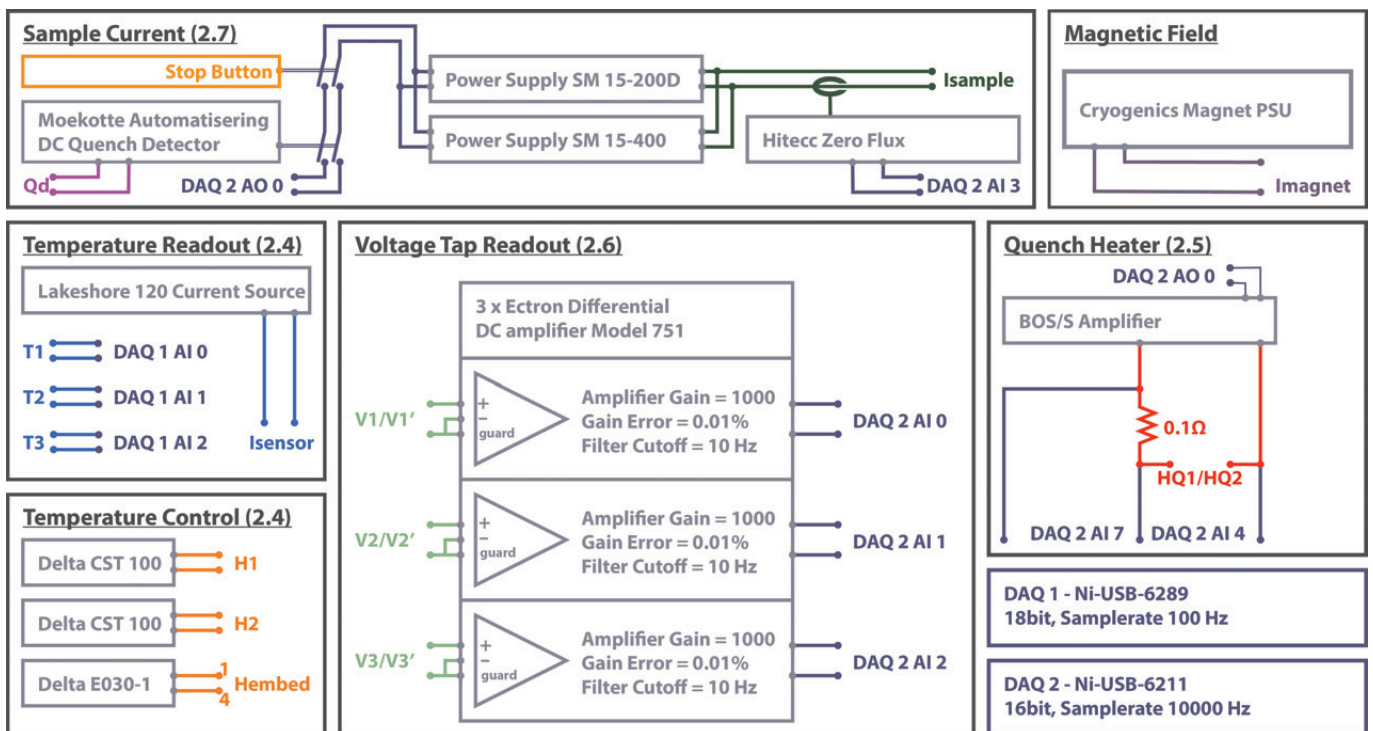 Sample Current (2.7)
Stop Button
Moekotte Automatisering
DC Quench Detector
Qd
DAQ 2 AO 0
Power Supply SM 15-200D
Power Supply SM 15-400
Isample
Hitecc Zero Flux
DAQ 2 AI 3
Magnetic Field
Cryogenics Magnet PSU
Imagnet
Temperature Readout (2.4)
Lakeshore 120 Current Source
T1 DAQ 1 AI 0
T2 DAQ 1 AI 1
T3 DAQ 1 AI 2
Isensor
Temperature Control (2.4)
Delta CST 100 H1
Delta CST 100 H2
Delta E030-1 1 Hembed
4
Voltage Tap Readout (2.6)
3 x Ectron Differential
DC amplifier Model 751
V1/V1′
+
−
guard
Amplifier Gain = 1000
Gain Error = 0.01%
Filter Cutoff = 10 Hz
DAQ 2 AI 0
V2/V2′
+
−
guard
Amplifier Gain = 1000
Gain Error = 0.01%
Filter Cutoff = 10 Hz
DAQ 2 AI 1
V3/V3′
+
−
guard
Amplifier Gain = 1000
Gain Error = 0.01%
Filter Cutoff = 10 Hz
DAQ 2 AI 2
Quench Heater (2.5)
DAQ 2 AO 0
BOS/S Amplifier
0.1Ω
HQ1/HQ2
DAQ 2 AI 7 DAQ 2 AI 4
DAQ 1 - Ni-USB-6289
18bit, Samplerate 100 Hz
DAQ 2 - Ni-USB-6211
16bit, Samplerate 10000 Hz